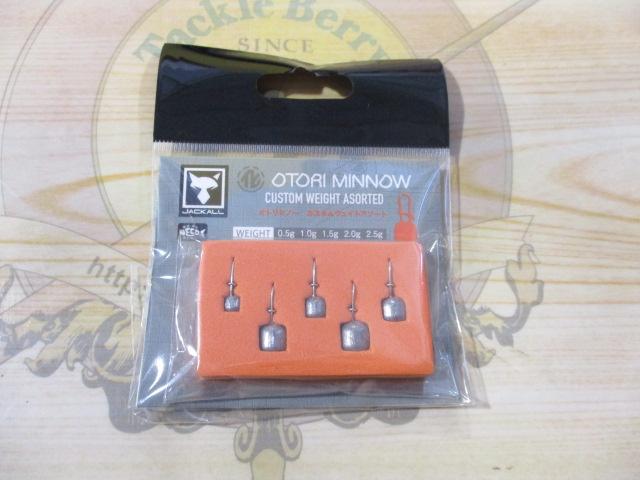 Tackle Berry
SINCE
OTORI MINNOW
CUSTOM WEIGHT ASORTED
オトリミノー カスタムウェイトアソート
JACKALL
WEIGHT 0.5g 1.0g 1.5g 2.0g 2.5g
http: